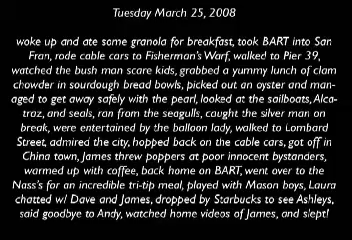 Tuesday March 25, 2008
woke up and ate some granola for breakfast, took BART into San
Fran, rode cable cars to Fisherman's Warf, walked to Pier 39,
watched the bush man scare kids, grabbed a yummy lunch of clam
chowder in sourdough bread bowls, picked out an oyster and man-
aged to get away safely with the pearl, looked at the sailboats, Alca-
traz, and seals, ran from the seagulls, caught the silver man on
break, were entertained by the balloon lady, walked to Lombard
Street, admired the city, hopped back on the cable cars, got off in
China town, James threw poppers at poor innocent bystanders,
warmed up with coffee, back home on BART, went over to the
Nass's for an incredible tri-tip meal, played with Mason boys, Laura
chatted w/ Dave and James, dropped by Starbucks to see Ashleys,
said goodbye to Andy, watched home videos of James, and slept!